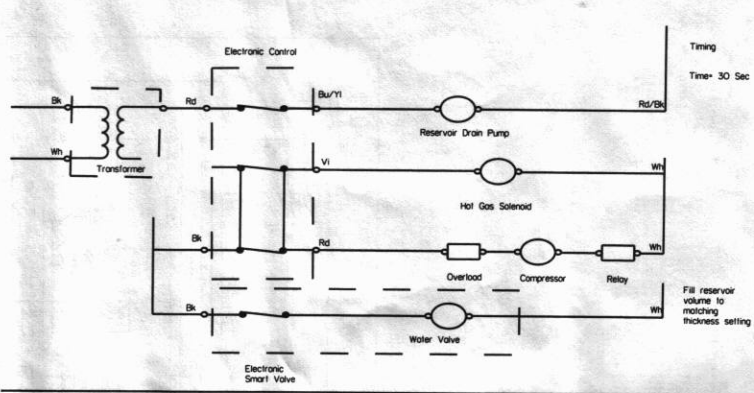 Electronic Control
Timing
Time= 30 Sec
Bk
Rd
Bu/Yl
Rd/Bk
Reservoir Drain Pump
Wh
Transformer
Vi
Wh
Hot Gas Solenoid
Bk
Rd
Wh
Overload
Compressor
Relay
Bk
Wh
Fill reservoir
volume to
matching
thickness setting
Water Valve
Electronic
Smart Valve